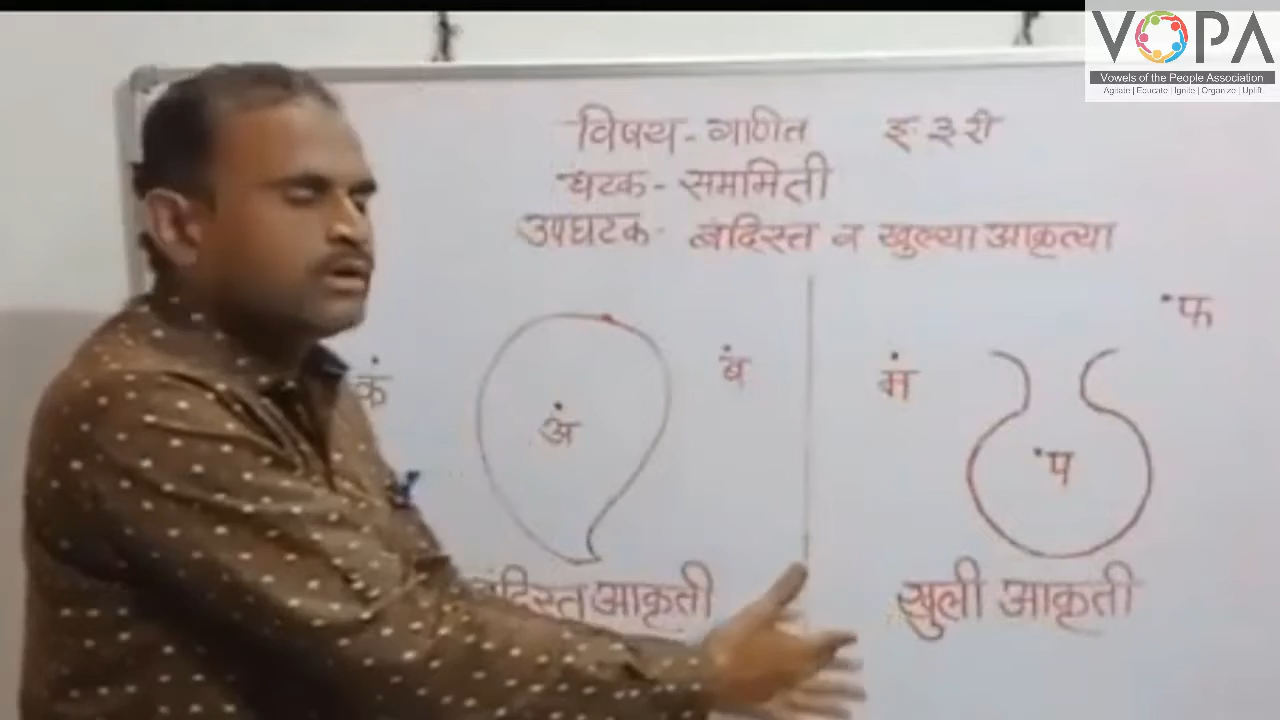 VOPA
Vowels of the People Association
Agitate | Educate | Ignite | Organize | Uplift
विषय - गणित इ ३ री
घटक - सममिती
उपघटक - बंदिस्त व खुल्या आकृत्या
फ
क
ब
म
अ
प
बंदिस्त आकृती
खुली आकृती